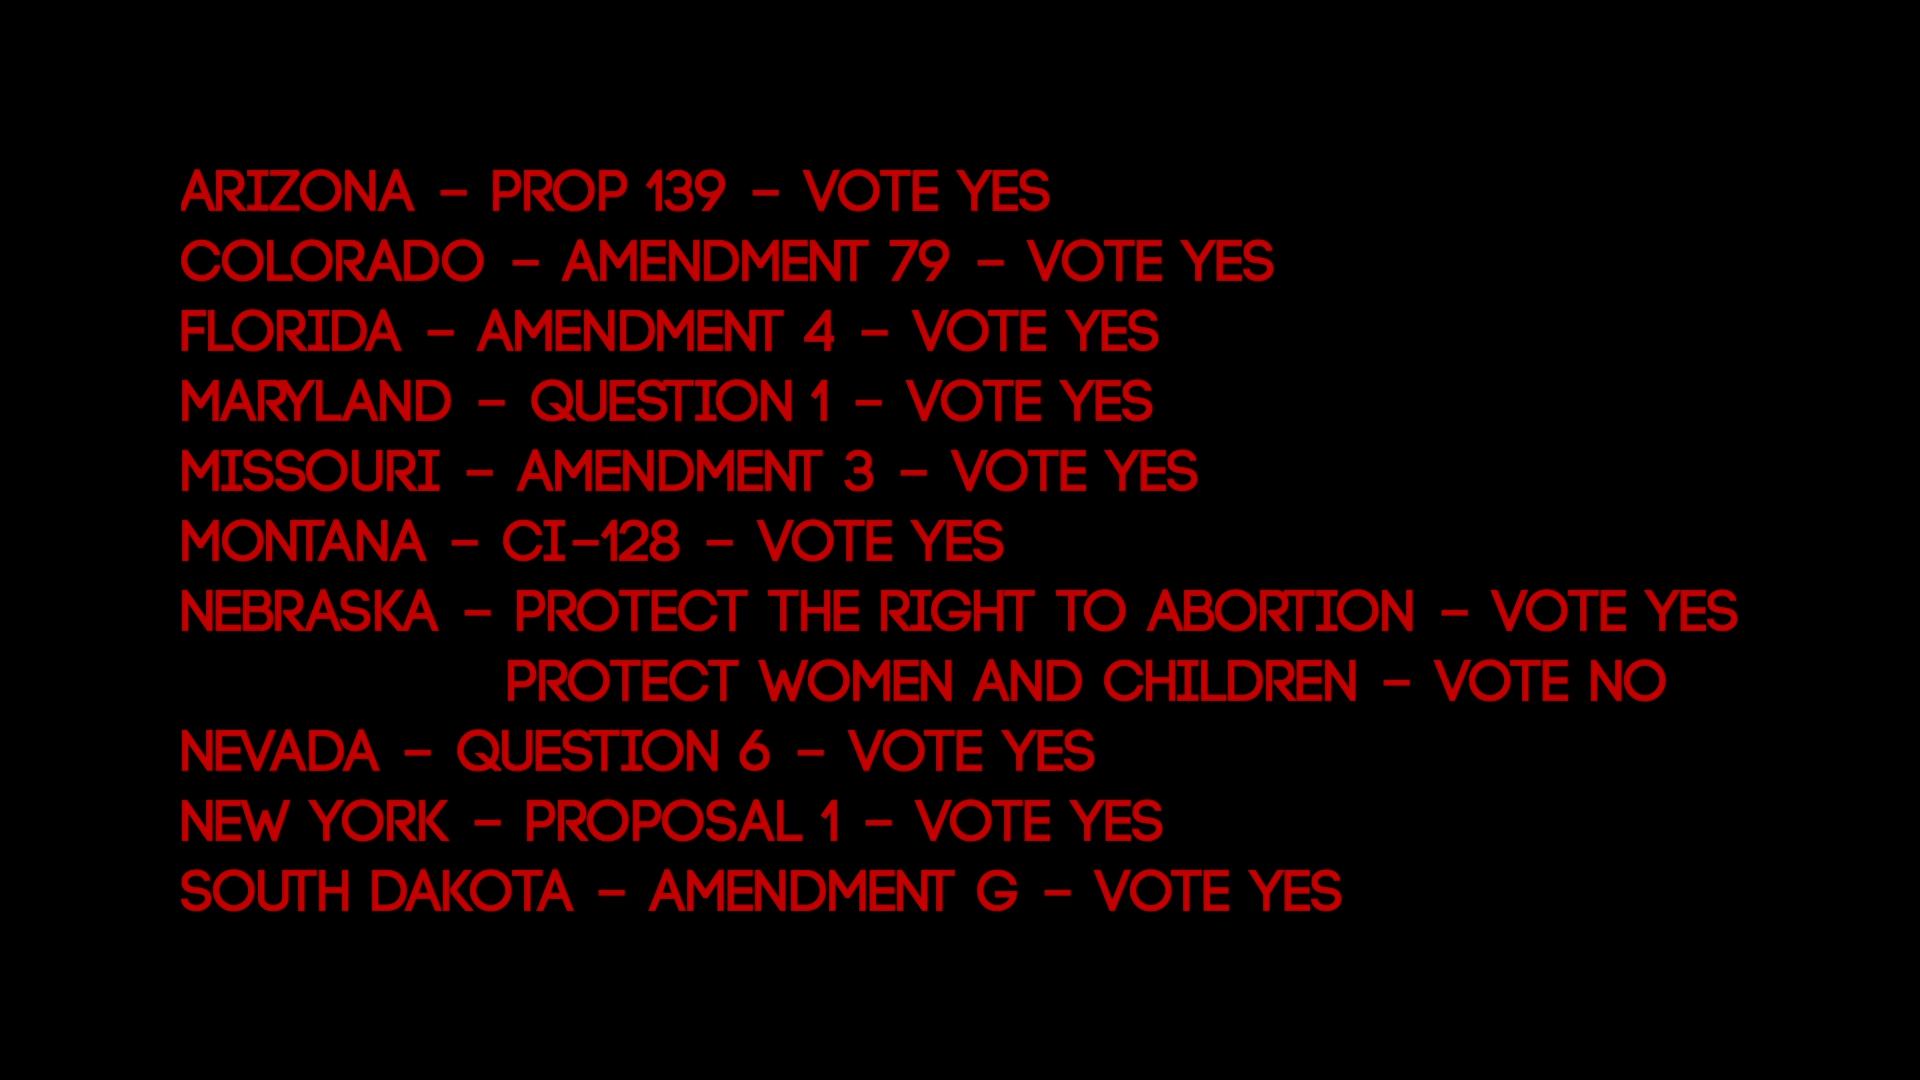 ARIZONA - PROP 139 - VOTE YES
COLORADO - AMENDMENT 79 - VOTE YES
FLORIDA - AMENDMENT 4 - VOTE YES
MARYLAND - QUESTION 1 - VOTE YES
MISSOURI - AMENDMENT 3 - VOTE YES
MONTANA - CI-128 - VOTE YES
NEBRASKA - PROTECT THE RIGHT TO ABORTION - VOTE YES
PROTECT WOMEN AND CHILDREN - VOTE NO
NEVADA - QUESTION 6 - VOTE YES
NEW YORK - PROPOSAL 1 - VOTE YES
SOUTH DAKOTA - AMENDMENT G - VOTE YES